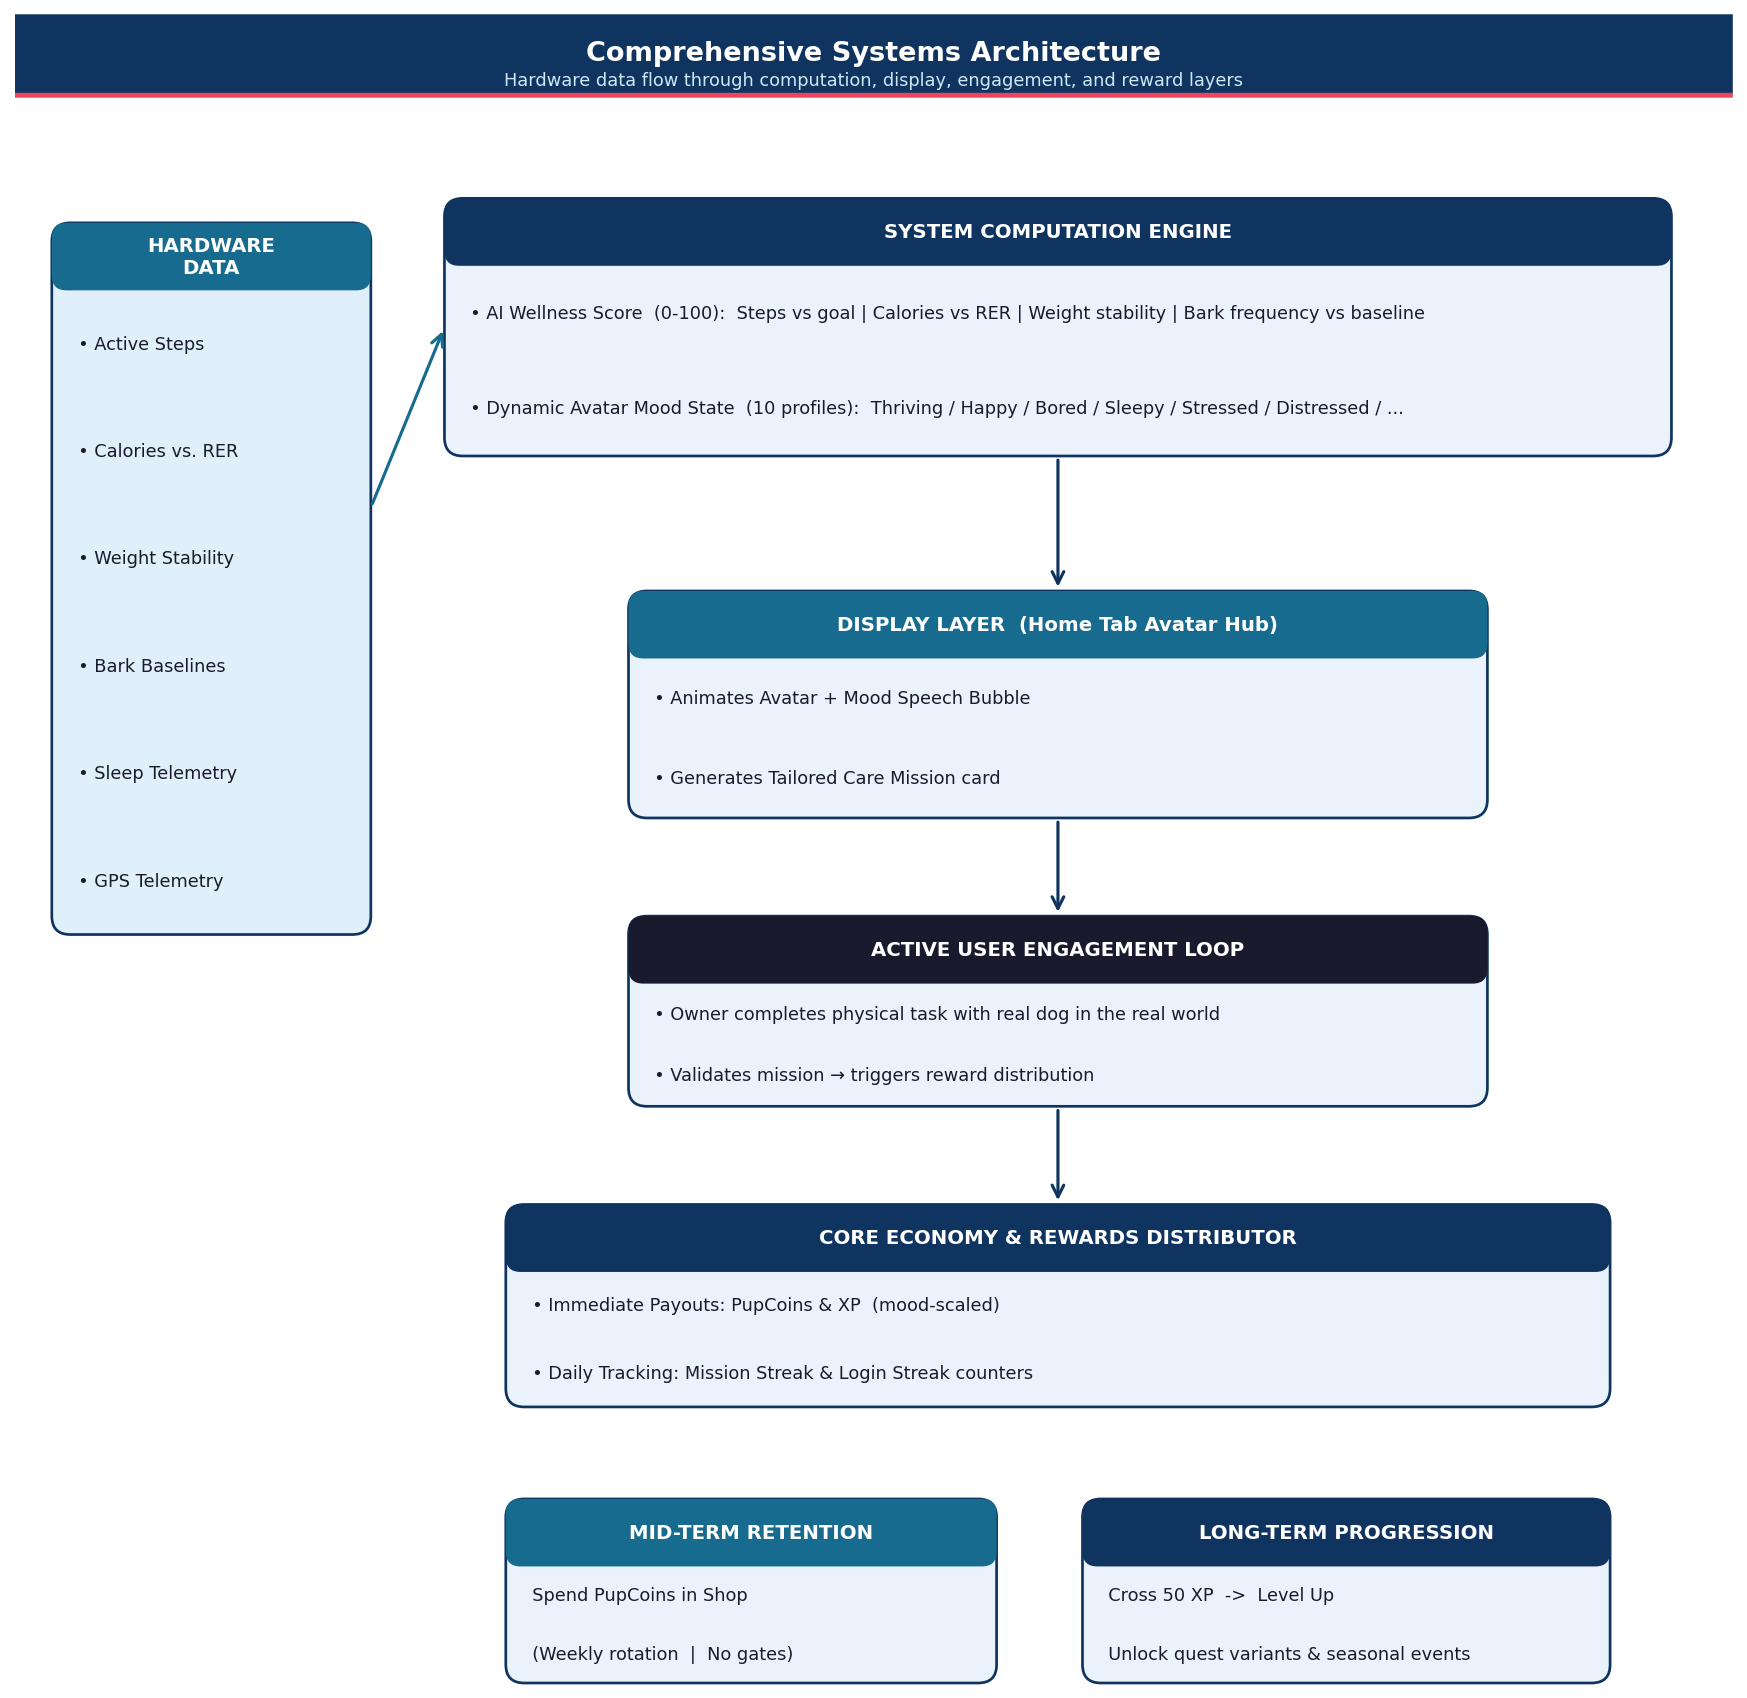 Comprehensive Systems Architecture
Hardware data flow through computation, display, engagement, and reward layers
HARDWARE
DATA
• Active Steps
• Calories vs. RER
• Weight Stability
• Bark Baselines
• Sleep Telemetry
• GPS Telemetry
SYSTEM COMPUTATION ENGINE
• AI Wellness Score  (0-100):  Steps vs goal | Calories vs RER | Weight stability | Bark frequency vs baseline
• Dynamic Avatar Mood State  (10 profiles):  Thriving / Happy / Bored / Sleepy / Stressed / Distressed / ...
DISPLAY LAYER  (Home Tab Avatar Hub)
• Animates Avatar + Mood Speech Bubble
• Generates Tailored Care Mission card
ACTIVE USER ENGAGEMENT LOOP
• Owner completes physical task with real dog in the real world
• Validates mission → triggers reward distribution
CORE ECONOMY & REWARDS DISTRIBUTOR
• Immediate Payouts: PupCoins & XP  (mood-scaled)
• Daily Tracking: Mission Streak & Login Streak counters
MID-TERM RETENTION
Spend PupCoins in Shop
(Weekly rotation  |  No gates)
LONG-TERM PROGRESSION
Cross 50 XP  ->  Level Up
Unlock quest variants & seasonal events